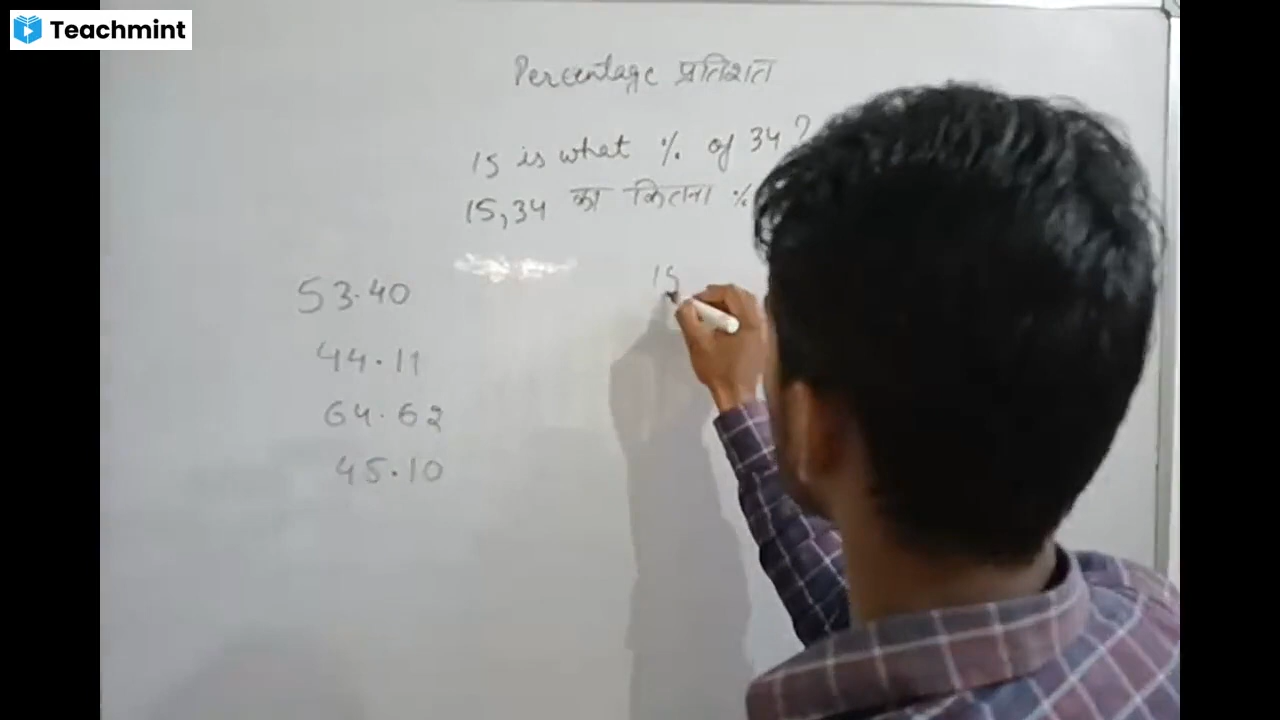 Teachmint
Percentage प्रतिशत
15 is what % of 34 ?
15,34 का कितना %
15
53.40
44.11
64.62
45.10